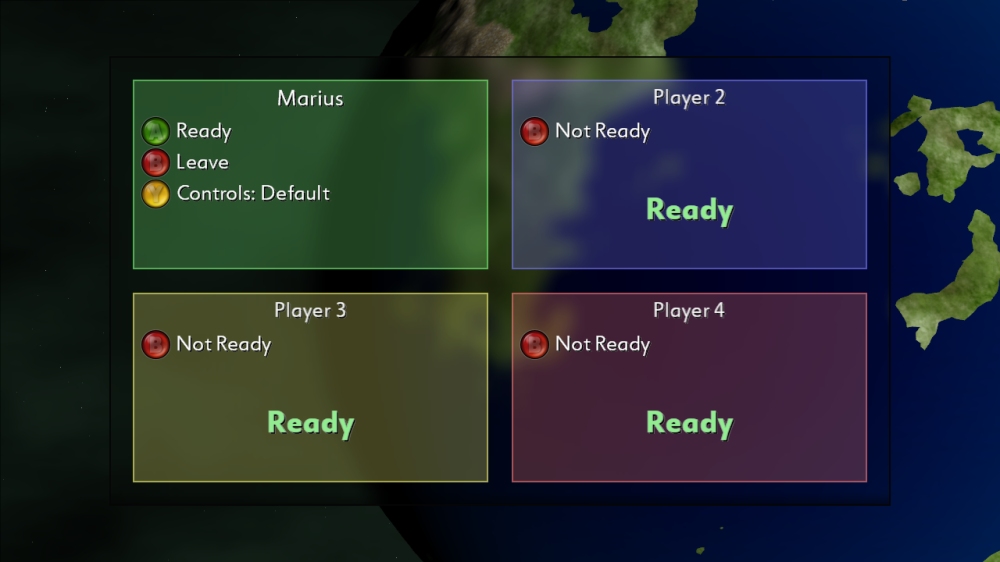 Marius
Ready
Leave
Controls: Default
Player 2
Not Ready
Ready
Player 3
Not Ready
Ready
Player 4
Not Ready
Ready